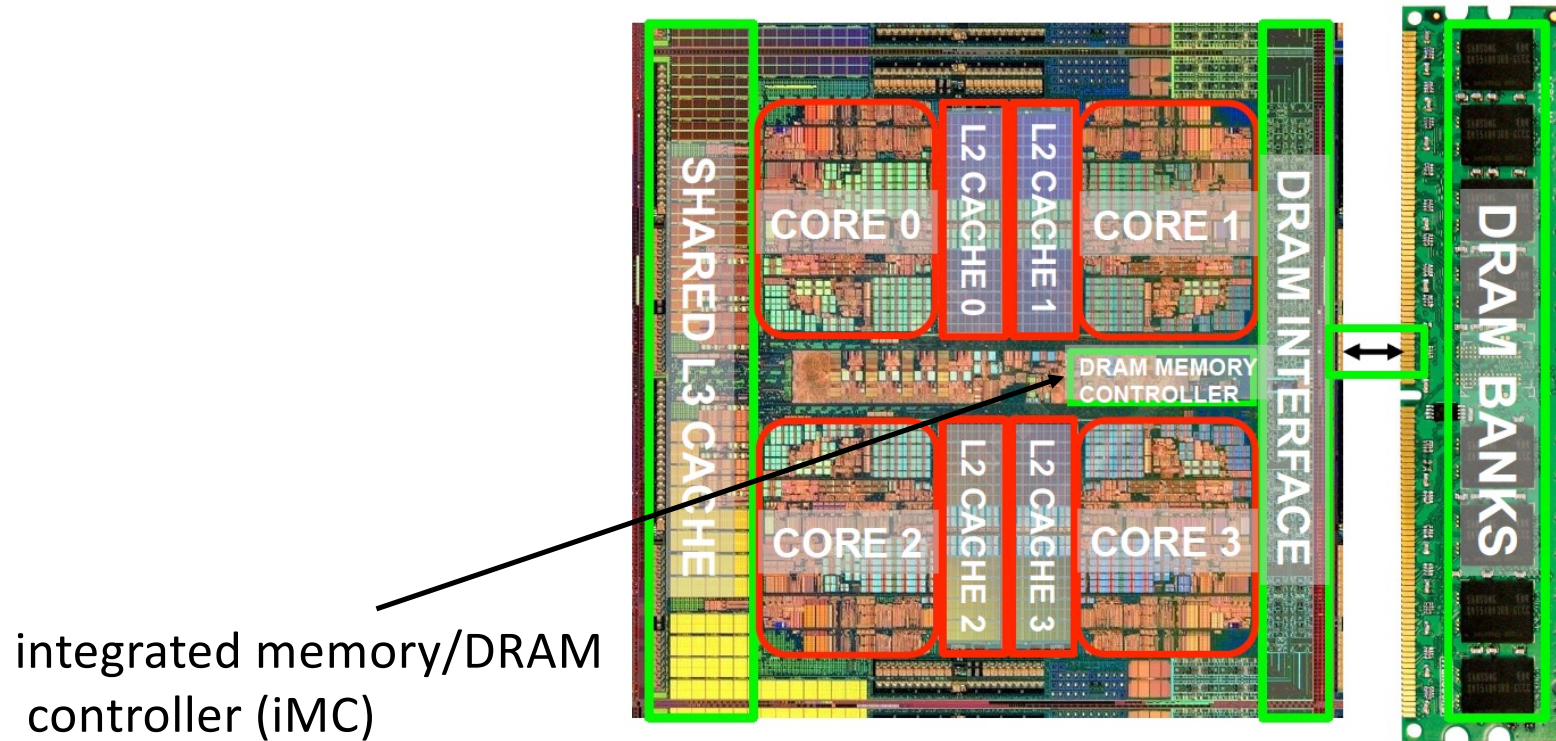 SHARED L3 CACHE
CORE 0
L2 CACHE 0
L2 CACHE 1
CORE 1
DRAM INTERFACE
DRAM BANKS
DRAM MEMORY
CONTROLLER
CORE 2
L2 CACHE 2
L2 CACHE 3
CORE 3
integrated memory/DRAM
controller (iMC)